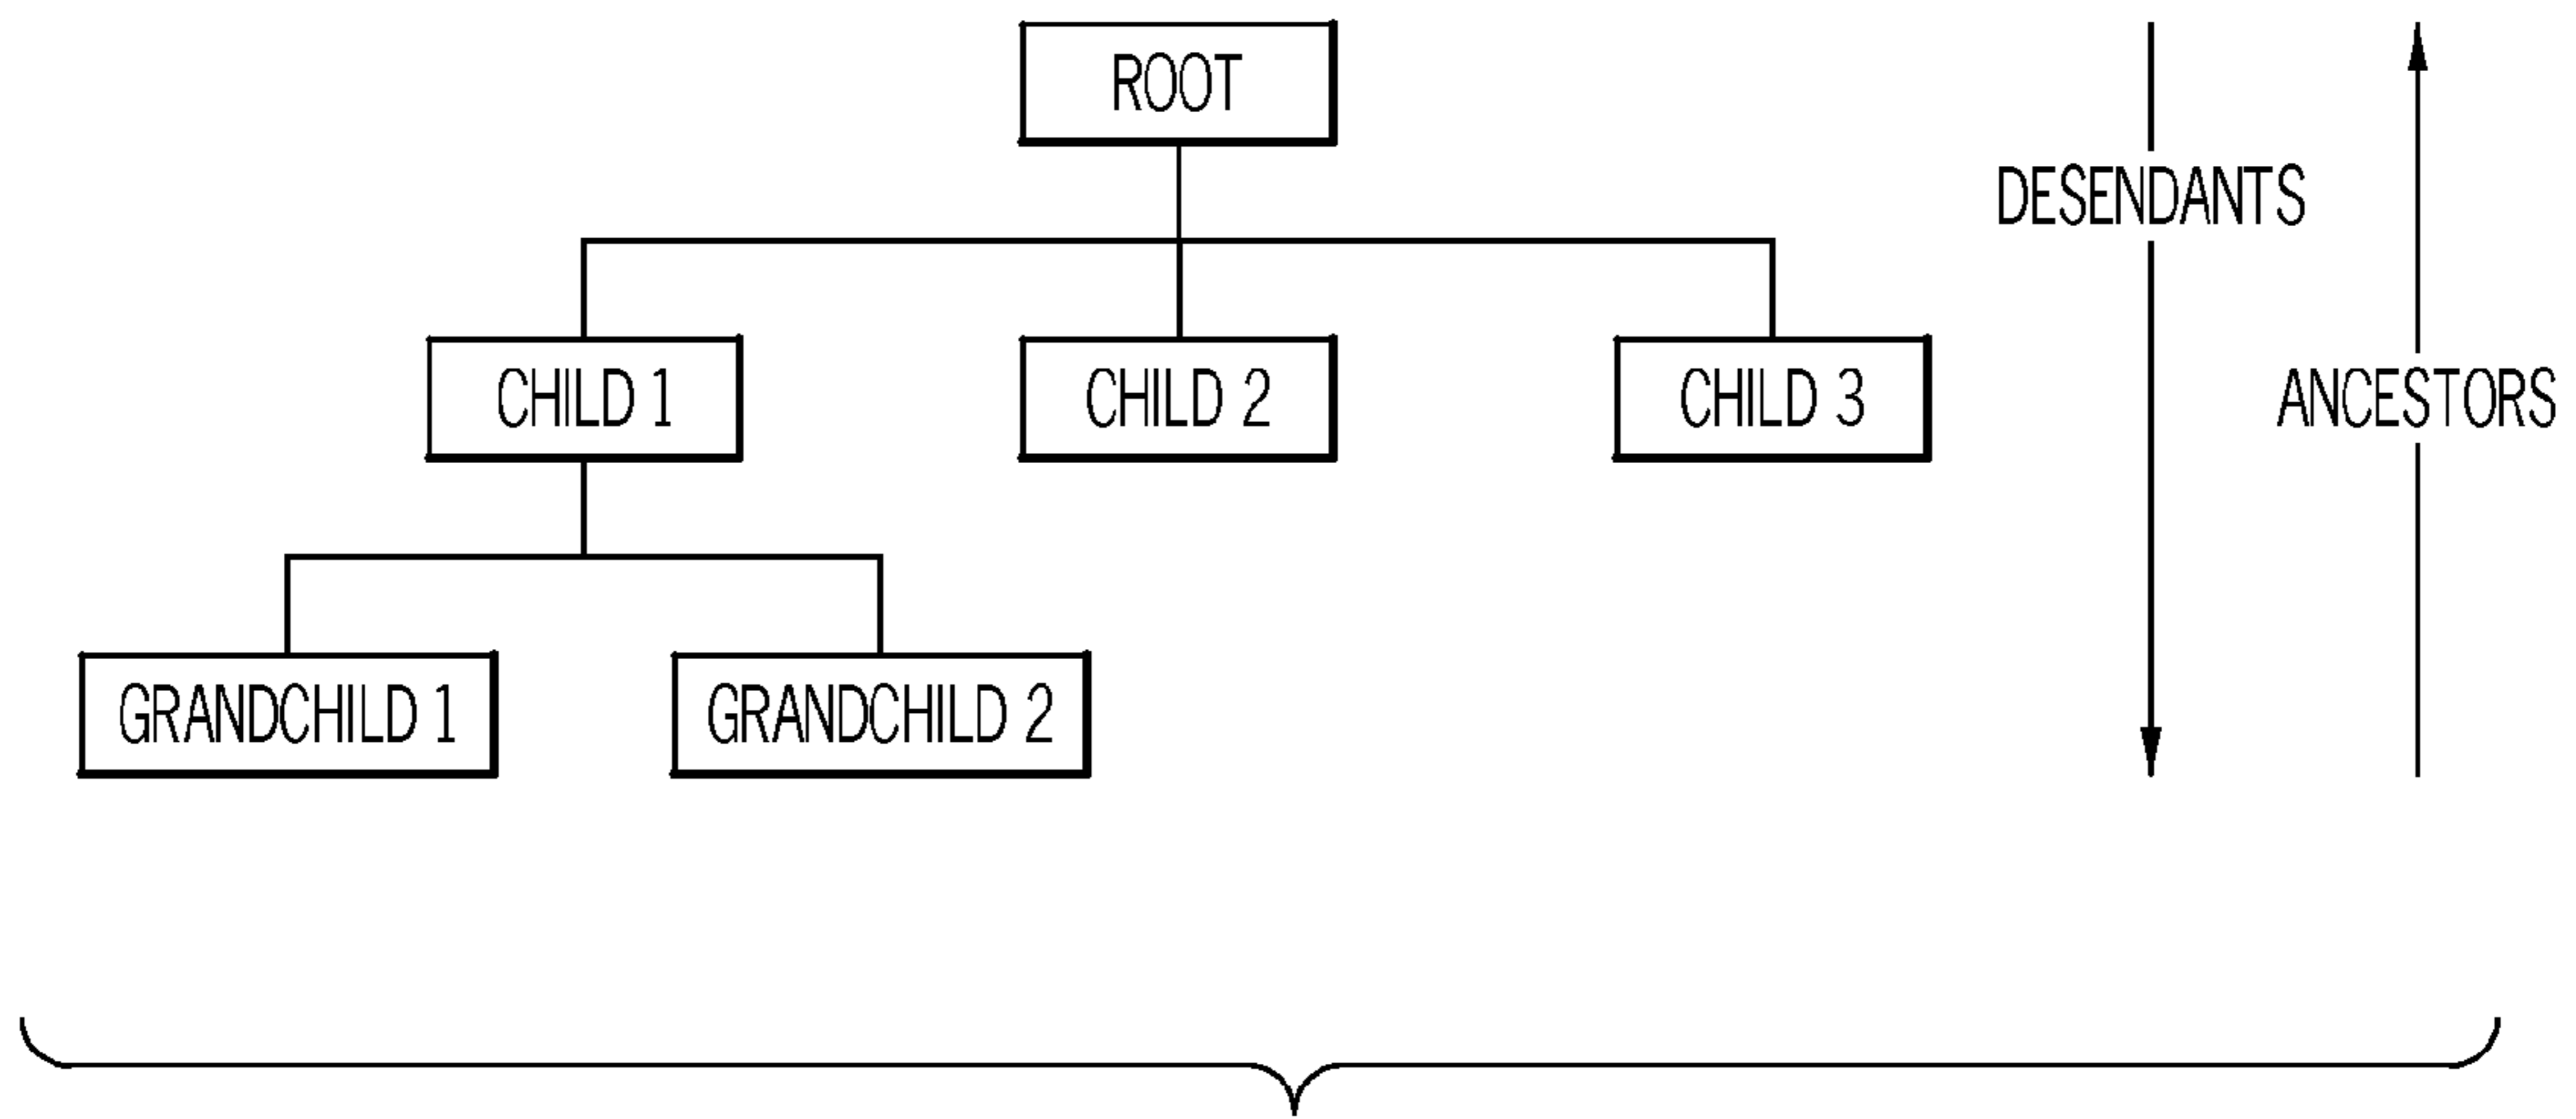 ROOT
DESENDANTS
CHILD 1
CHILD 2
CHILD 3
ANCESTORS
GRANDCHILD 1
GRANDCHILD 2